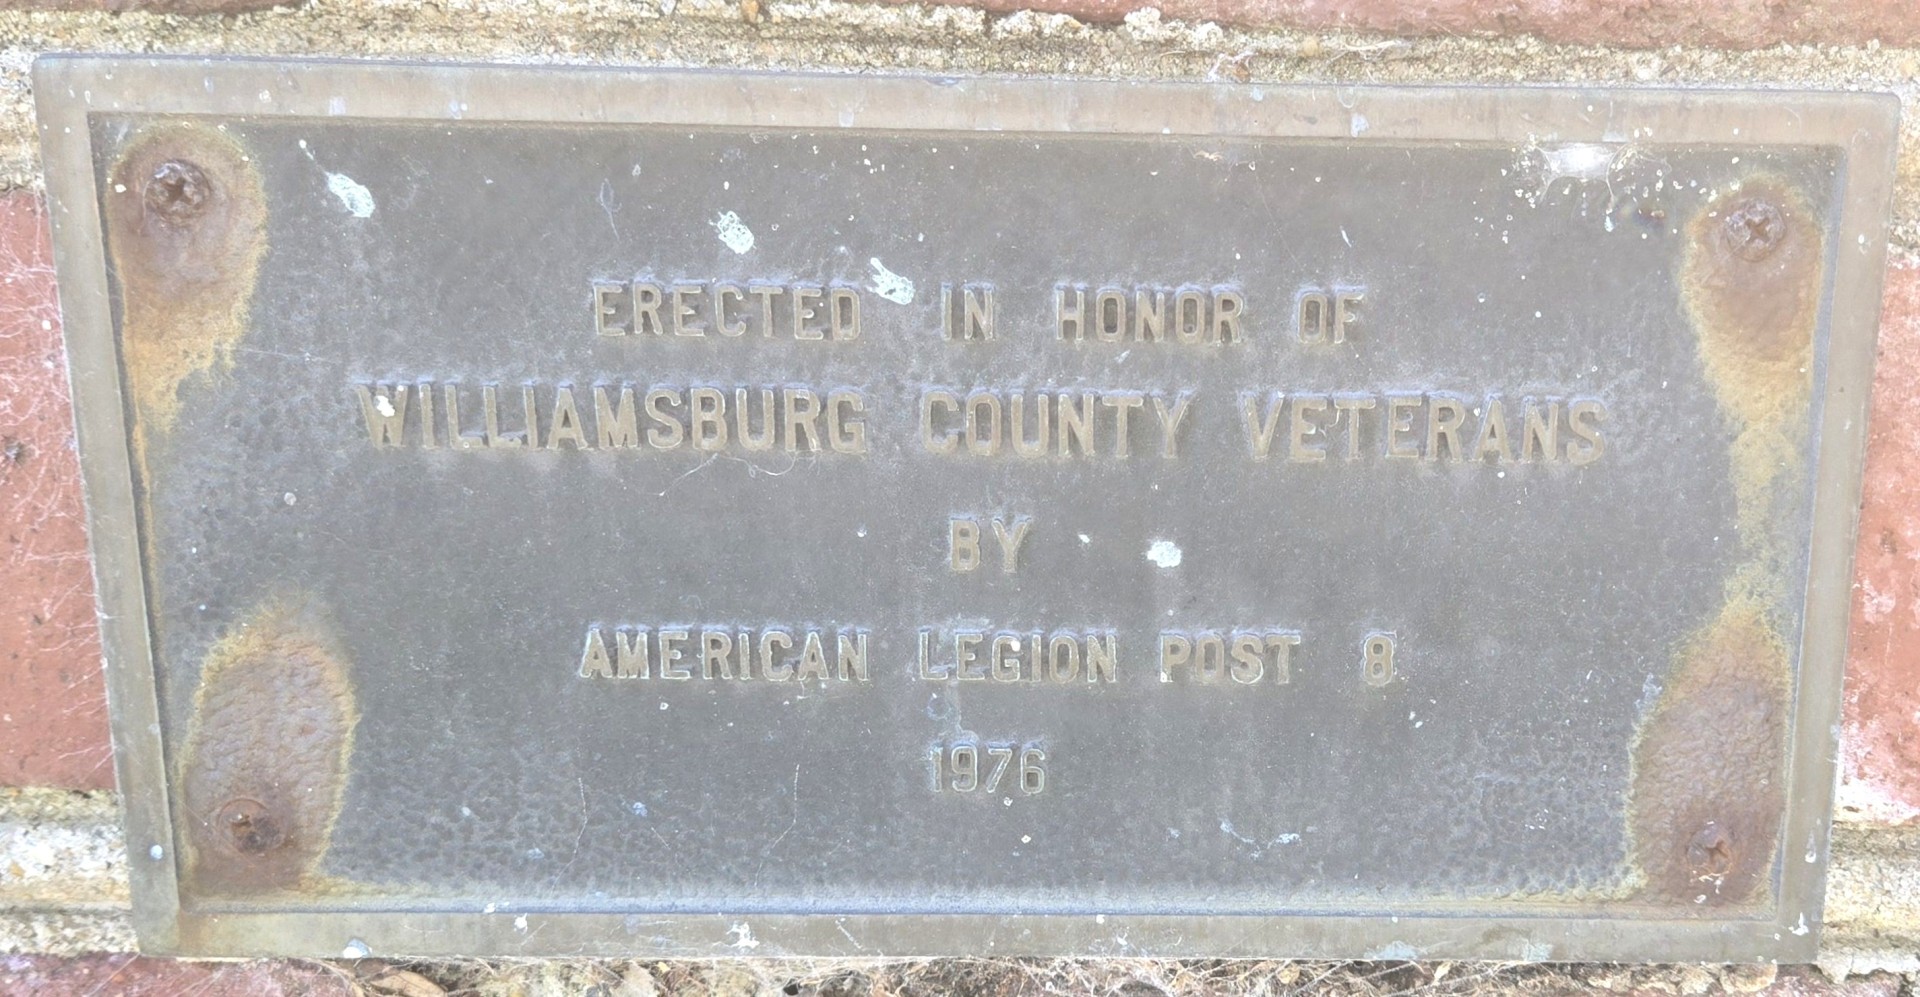 ERECTED IN HONOR OF
WILLIAMSBURG COUNTY VETERANS
BY
AMERICAN LEGION POST 8
1976